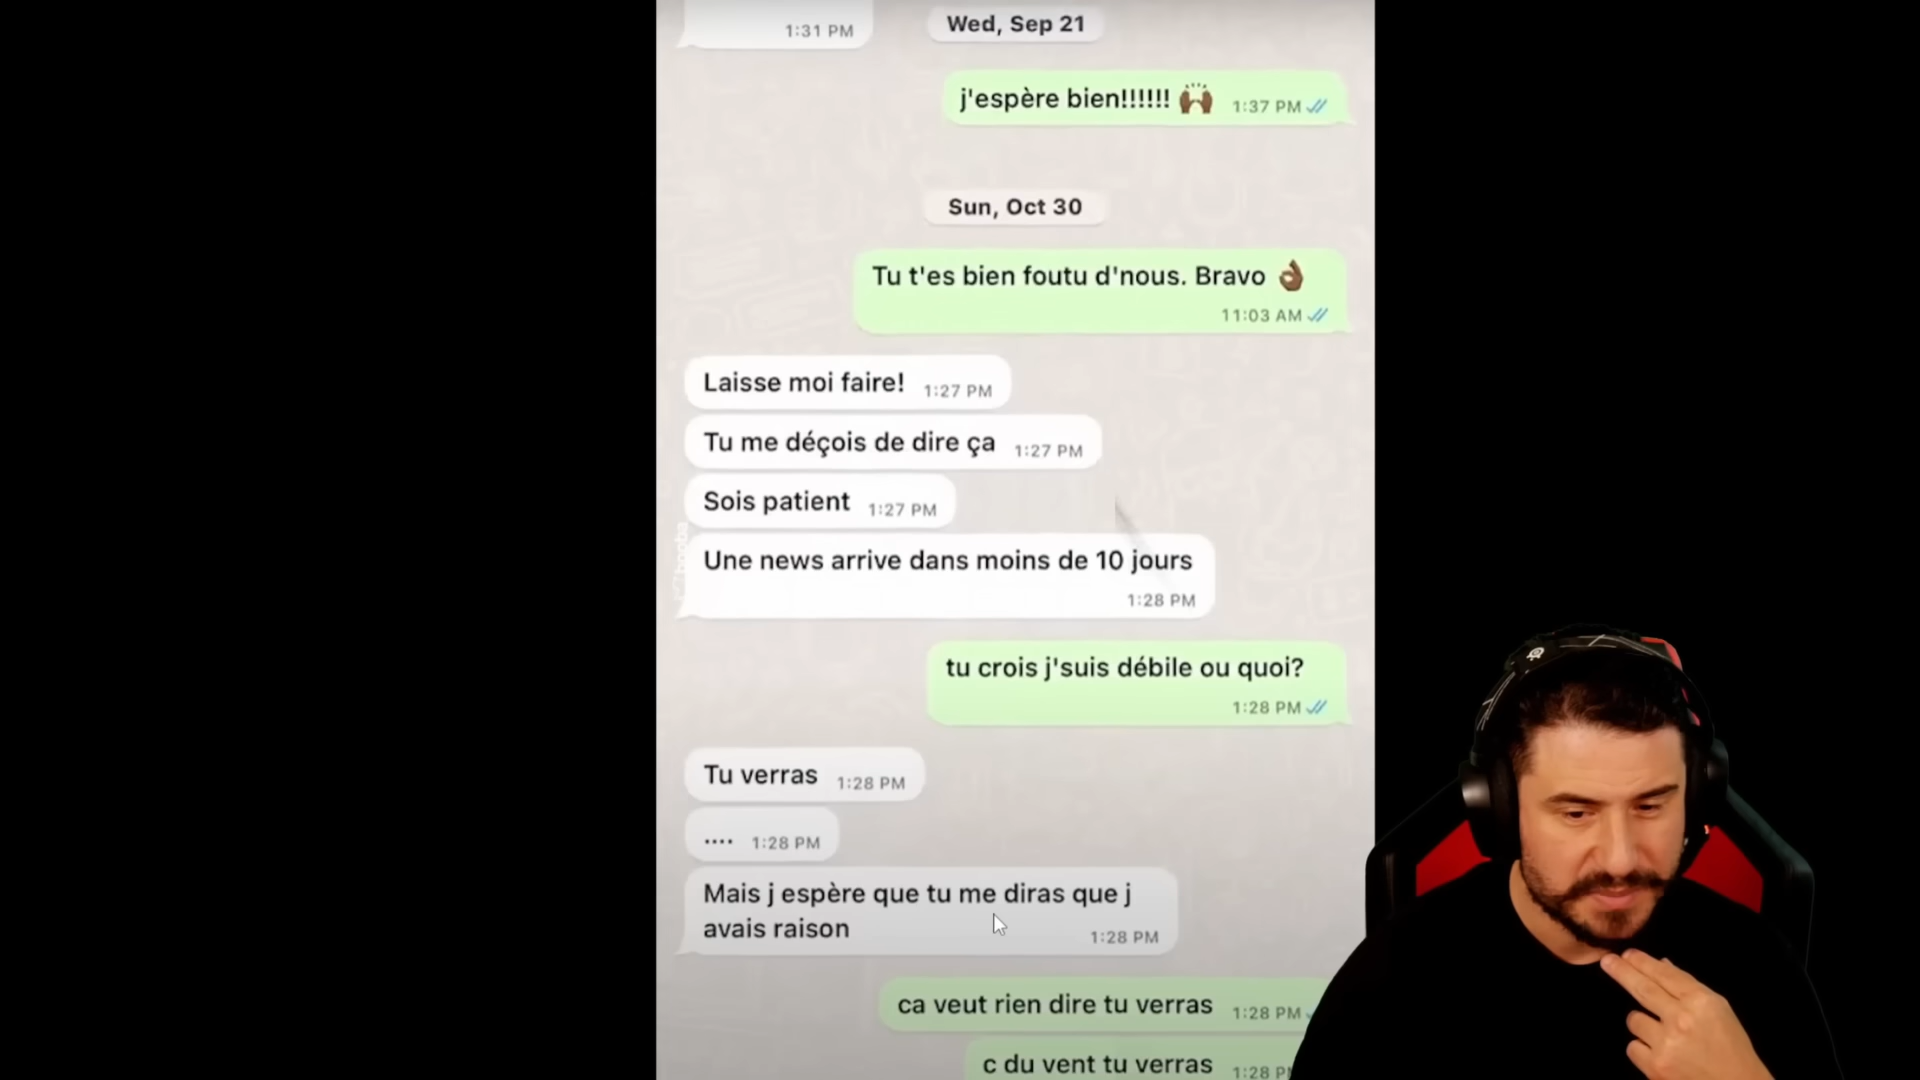 1:31 PM
Wed, Sep 21
j'espère bien!!!!!! 🙌🏾 1:37 PM
Sun, Oct 30
Tu t'es bien foutu d'nous. Bravo 👌🏾
11:03 AM
Laisse moi faire! 1:27 PM
Tu me déçois de dire ça 1:27 PM
Sois patient 1:27 PM
Une news arrive dans moins de 10 jours
1:28 PM
tu crois j'suis débile ou quoi?
1:28 PM
Tu verras 1:28 PM
.... 1:28 PM
Mais j espère que tu me diras que j
avais raison 1:28 PM
ca veut rien dire tu verras 1:28 PM
c du vent tu verras 1:28 P